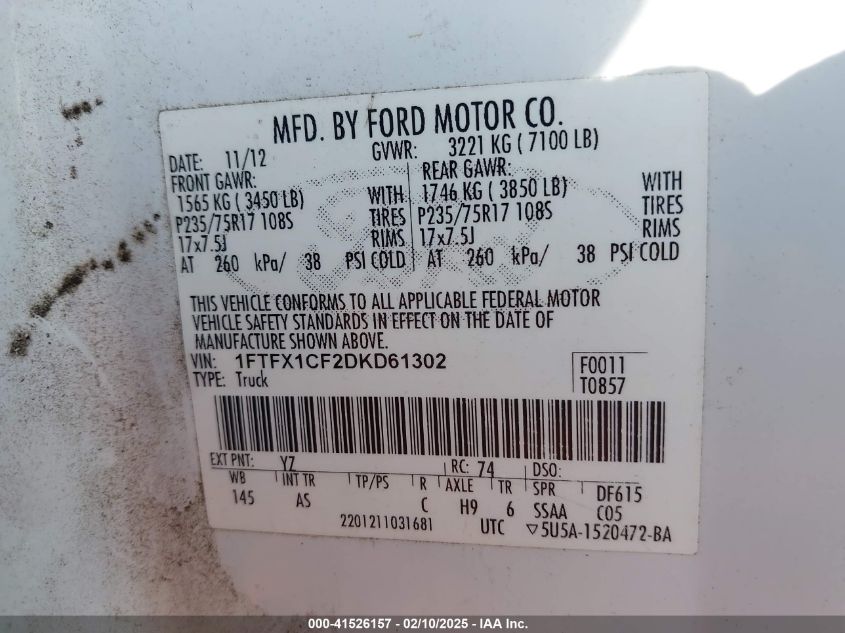 MFD. BY FORD MOTOR CO.
DATE: 11/12 GVWR: 3221 KG ( 7100 LB)
FRONT GAWR: REAR GAWR:
1565 KG ( 3450 LB) WITH 1746 KG ( 3850 LB) WITH
P235/75R17 108S TIRES P235/75R17 108S TIRES
17x7.5J RIMS 17x7.5J RIMS
AT 260 kPa/ 38 PSI COLD AT 260 kPa/ 38 PSI COLD
THIS VEHICLE CONFORMS TO ALL APPLICABLE FEDERAL MOTOR
VEHICLE SAFETY STANDARDS IN EFFECT ON THE DATE OF
MANUFACTURE SHOWN ABOVE.
VIN: 1FTFX1CF2DKD61302 F0011
TYPE: Truck T0857
EXT PNT: YZ RC: 74 DSO:
WB INT TR TP/PS R AXLE TR SPR DF615
145 AS C H9 6 SSAA C05
2201211031681 UTC ▽5U5A-1520472-BA
000-41526157 — 02/10/2025 — IAA Inc.